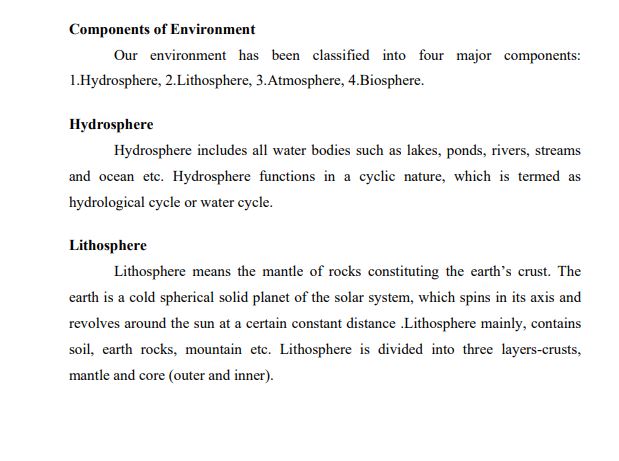 Components of Environment
Our environment has been classified into four major components:
1.Hydrosphere, 2.Lithosphere, 3.Atmosphere, 4.Biosphere.
Hydrosphere
Hydrosphere includes all water bodies such as lakes, ponds, rivers, streams
and ocean etc. Hydrosphere functions in a cyclic nature, which is termed as
hydrological cycle or water cycle.
Lithosphere
Lithosphere means the mantle of rocks constituting the earth’s crust. The
earth is a cold spherical solid planet of the solar system, which spins in its axis and
revolves around the sun at a certain constant distance .Lithosphere mainly, contains
soil, earth rocks, mountain etc. Lithosphere is divided into three layers-crusts,
mantle and core (outer and inner).